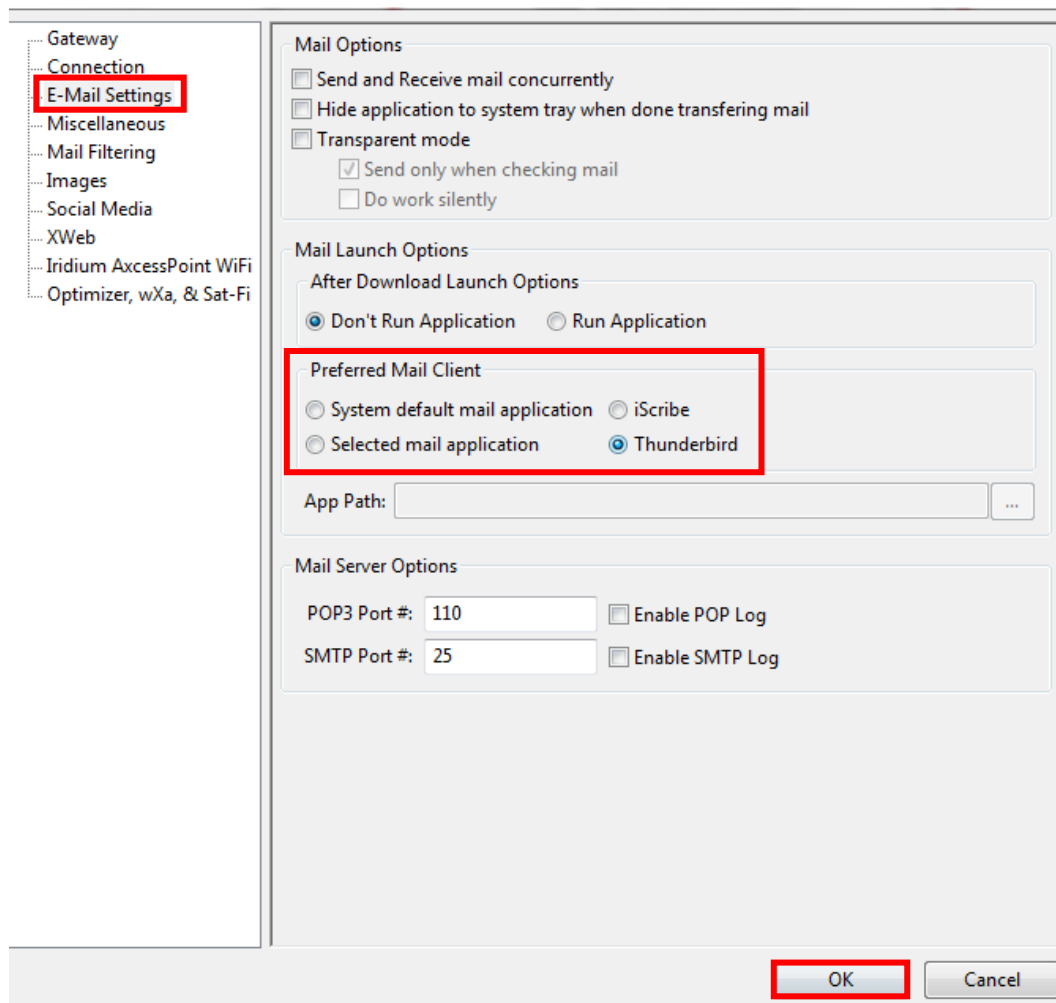 Gateway
Connection
E-Mail Settings
Miscellaneous
Mail Filtering
Images
Social Media
XWeb
Iridium AxcessPoint WiFi
Optimizer, wXa, & Sat-Fi
Mail Options
Send and Receive mail concurrently
Hide application to system tray when done transfering mail
Transparent mode
Send only when checking mail
Do work silently
Mail Launch Options
After Download Launch Options
Don't Run Application Run Application
Preferred Mail Client
System default mail application iScribe
Selected mail application Thunderbird
App Path: ...
Mail Server Options
POP3 Port #: 110 Enable POP Log
SMTP Port #: 25 Enable SMTP Log
OK Cancel